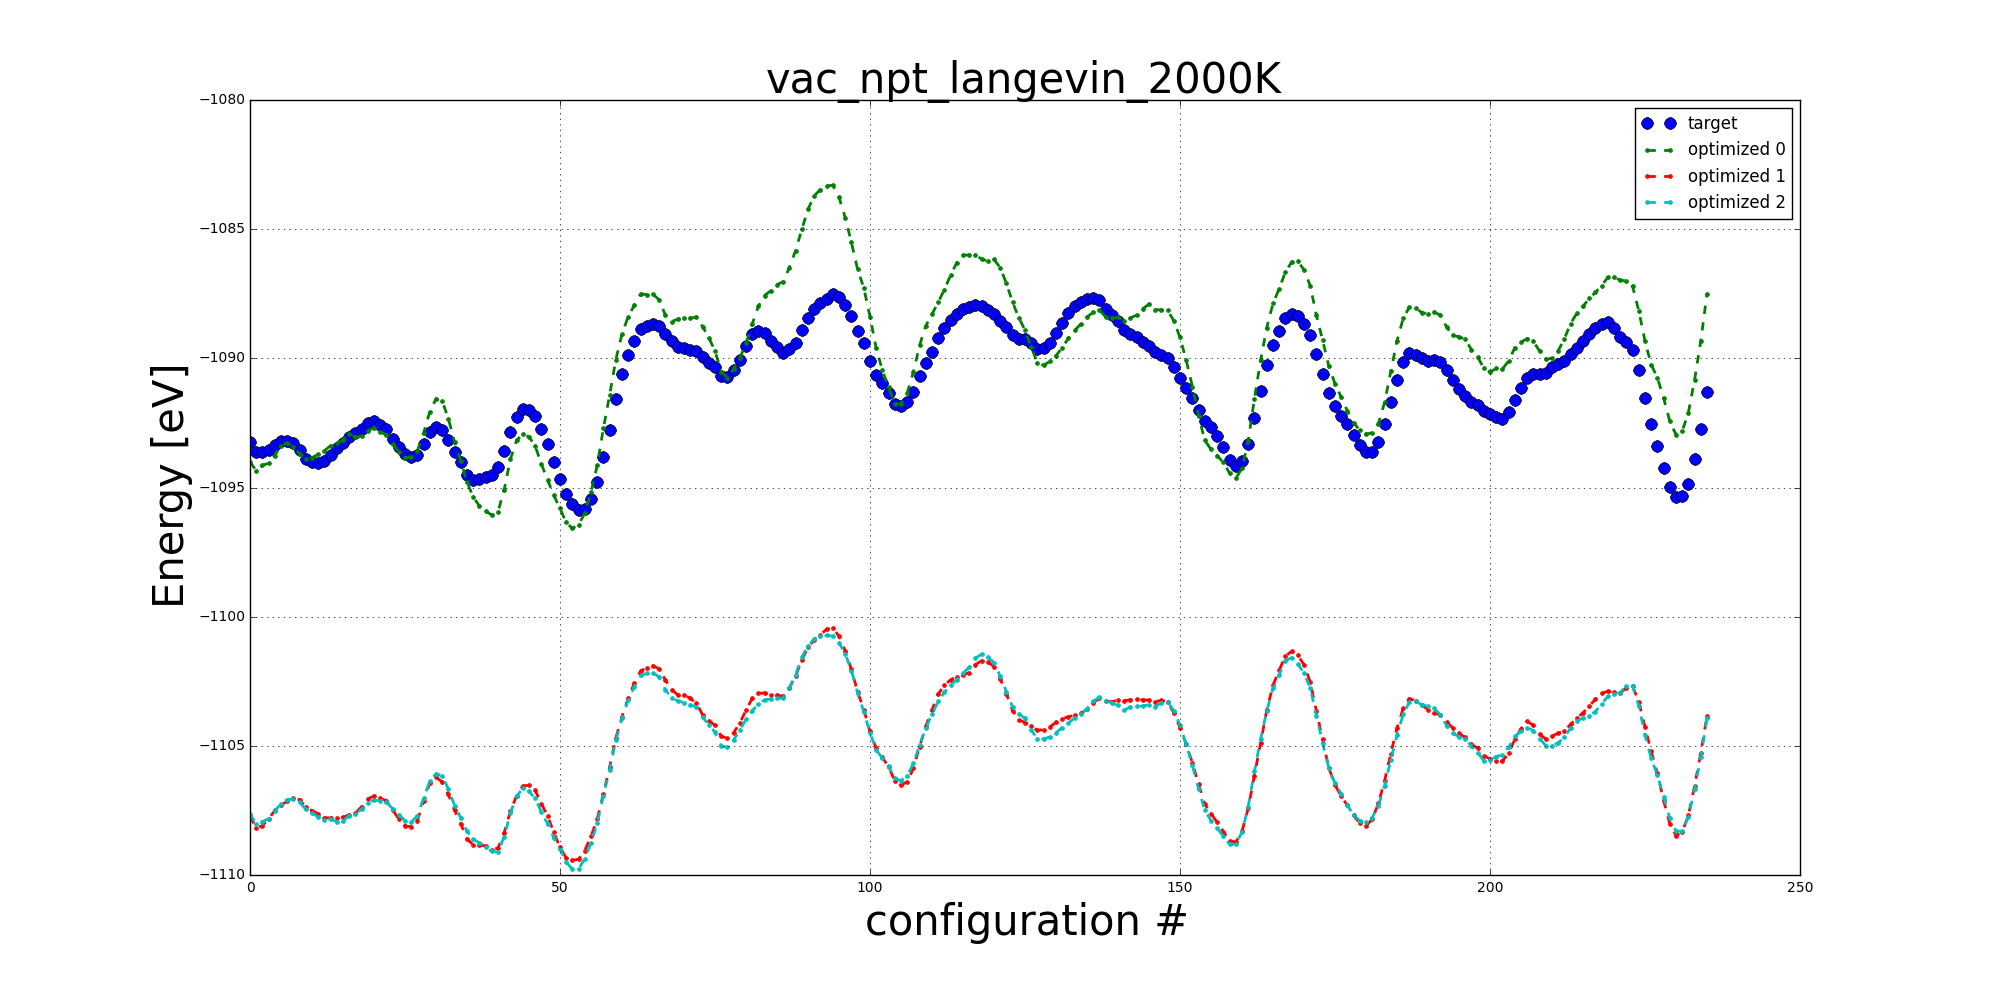 vac_npt_langevin_2000K
−1080
−1085
−1090
−1095
−1100
−1105
−1110
Energy [eV]
target
optimized 0
optimized 1
optimized 2
0
50
100
150
200
250
configuration #